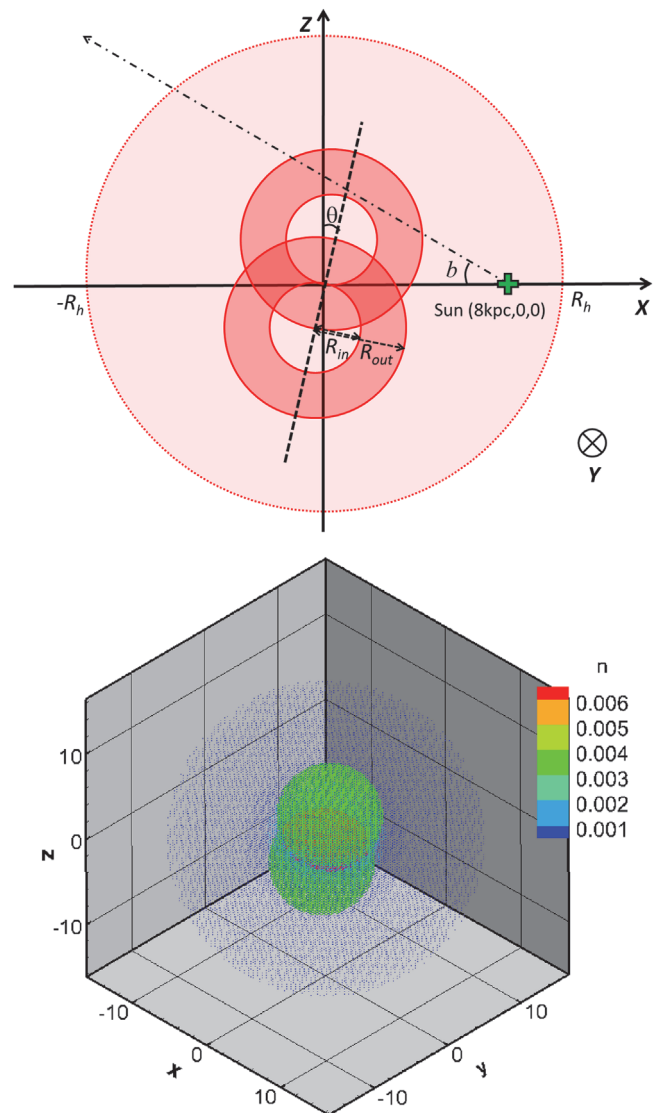 Z
θ
b
-R_h
R_h
X
Sun (8kpc,0,0)
R_in
R_out
Y
n
0.006
0.005
0.004
0.003
0.002
0.001
10
0
-10
z
-10
0
10
x
10
0
-10
y